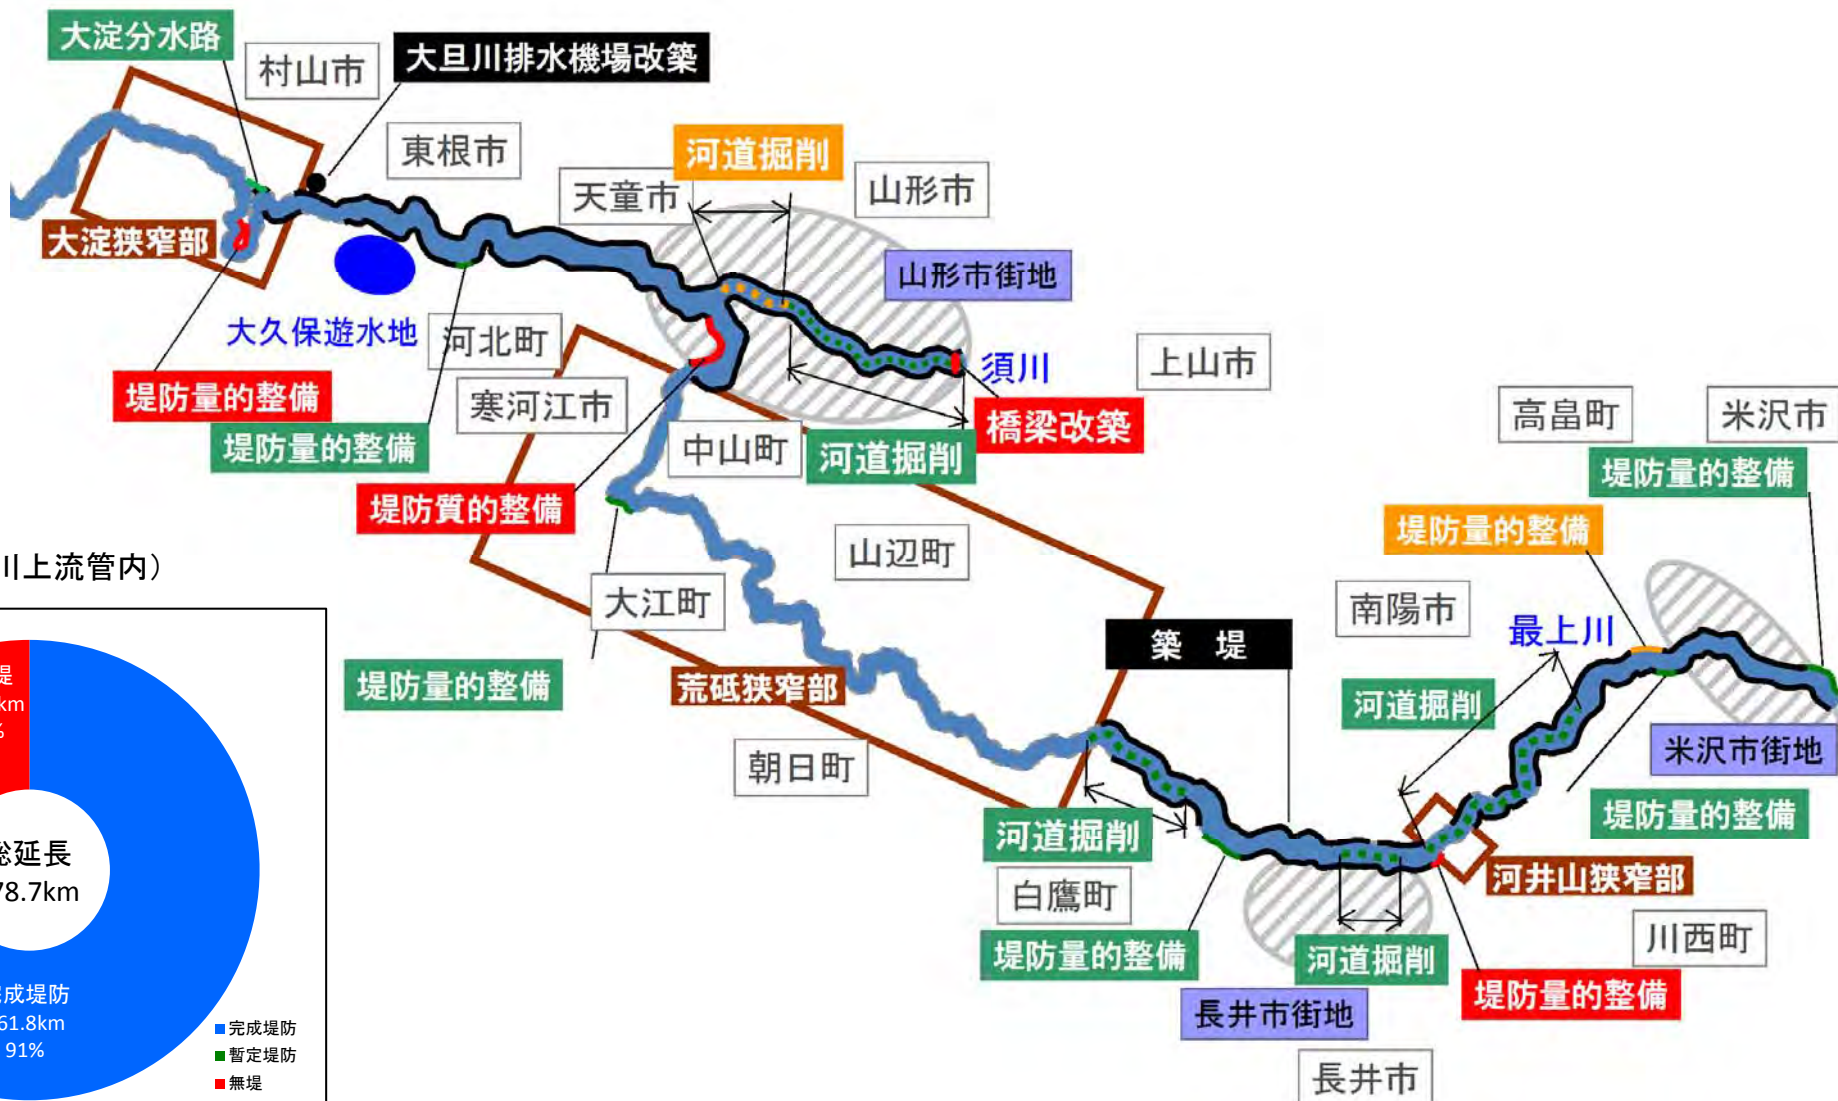 大淀分水路
村山市
大旦川排水機場改築
東根市
河道掘削
天童市
山形市
大淀狭窄部
山形市街地
大久保遊水地
河北町
須川
上山市
堤防量的整備
寒河江市
橋梁改築
高畠町
米沢市
堤防量的整備
中山町
河道掘削
堤防量的整備
堤防質的整備
堤防量的整備
山辺町
川上流管内）
大江町
南陽市
最上川
築 堤
堤防量的整備
荒砥狭窄部
河道掘削
朝日町
米沢市街地
河道掘削
堤防量的整備
白鷹町
河井山狭窄部
堤防量的整備
河道掘削
川西町
堤防量的整備
長井市街地
長井市
堤
km
%
総延長
78.7km
完成堤防
61.8km
91%
完成堤防
暫定堤防
無堤